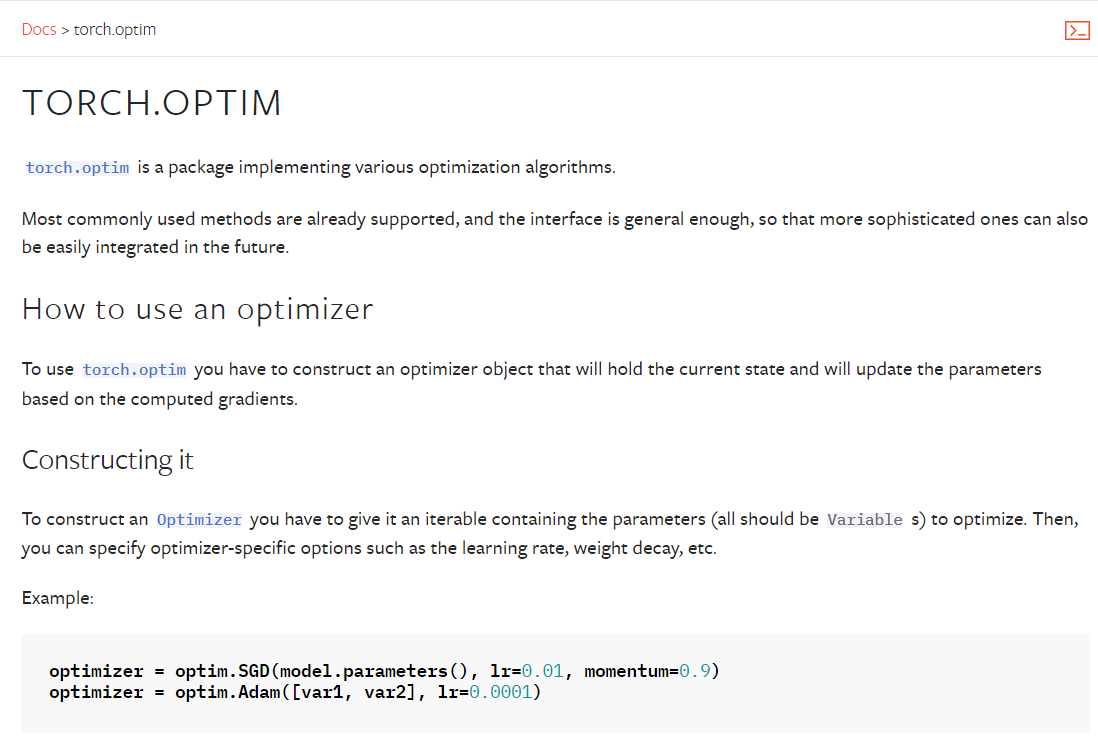 Docs > torch.optim
TORCH.OPTIM
torch.optim is a package implementing various optimization algorithms.
Most commonly used methods are already supported, and the interface is general enough, so that more sophisticated ones can also
be easily integrated in the future.
How to use an optimizer
To use torch.optim you have to construct an optimizer object that will hold the current state and will update the parameters
based on the computed gradients.
Constructing it
To construct an Optimizer you have to give it an iterable containing the parameters (all should be Variable s) to optimize. Then,
you can specify optimizer-specific options such as the learning rate, weight decay, etc.
Example:
optimizer = optim.SGD(model.parameters(), lr=0.01, momentum=0.9)
optimizer = optim.Adam([var1, var2], lr=0.0001)